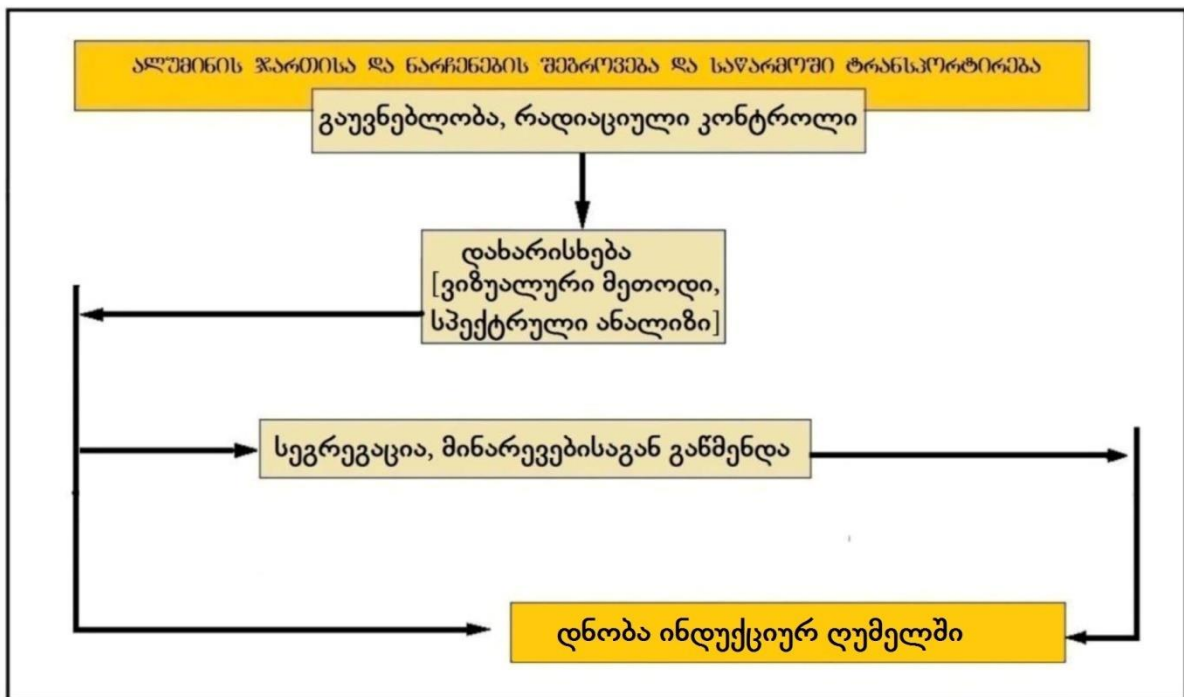 ალუმინის ჯართისა და ნარჩენების შეგროვება და საწარმოში ტრანსპორტირება
გაუვნებლობა, რადიაციული კონტროლი
დახარისხება
[ვიზუალური მეთოდი,
სპექტრული ანალიზი]
სეგრეგაცია, მინარევებისაგან გაწმენდა
დნობა ინდუქციურ ღუმელში